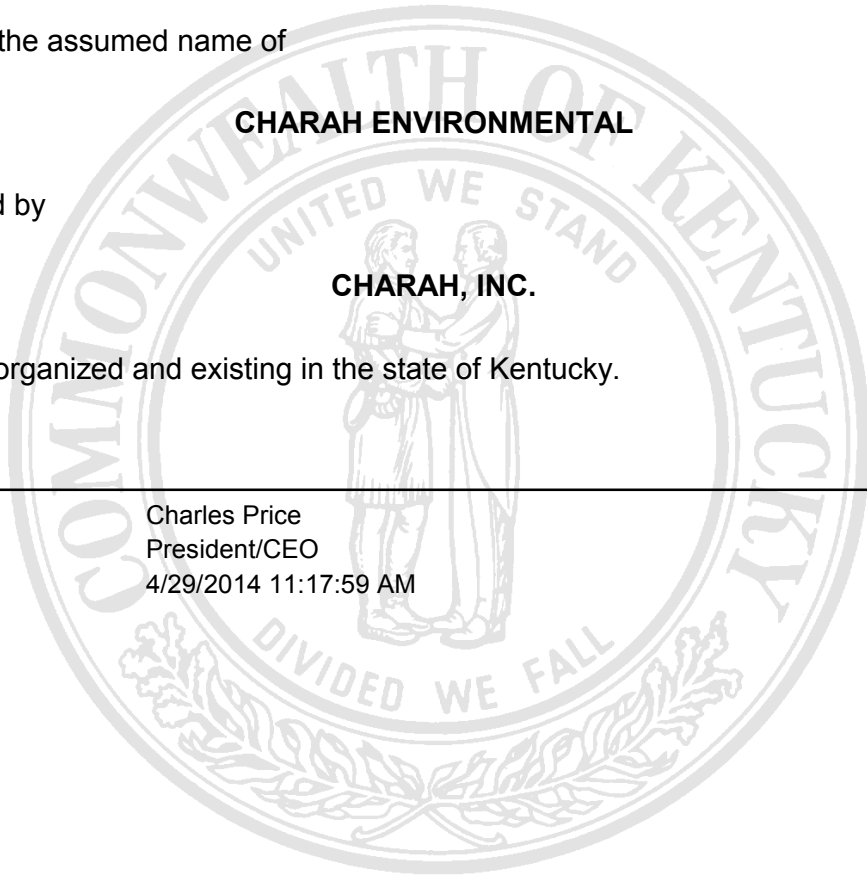 the assumed name of
CHARAH ENVIRONMENTAL
d by
CHARAH, INC.
organized and existing in the state of Kentucky.
Charles Price
President/CEO
4/29/2014 11:17:59 AM
COMMONWEALTH OF KENTUCKY
UNITED WE STAND
DIVIDED WE FALL